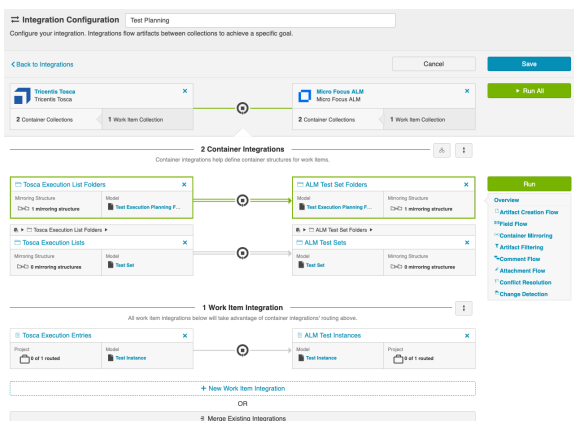 Integration Configuration Test Planning
Configure your integration. Integrations flow artifacts between collections to achieve a specific goal.
Back to Integrations Cancel Save
Tricentis Tosca
Tricentis Tosca
2 Container Collections 1 Work Item Collection
Micro Focus ALM
Micro Focus ALM
2 Container Collections 1 Work Item Collection
Run All
2 Container Integrations
Container integrations help define container structures for work items.
Tosca Execution List Folders
Mirroring Structure Model
1 mirroring structure Test Execution Planning F...
ALM Test Set Folders
Model Mirroring Structure
Test Execution Planning F... 1 mirroring structure
Tosca Execution List Folders
Tosca Execution Lists
Mirroring Structure Model
0 mirroring structures Test Set
ALM Test Set Folders
ALM Test Sets
Model Mirroring Structure
Test Set 0 mirroring structures
Run
Overview
Artifact Creation Flow
Field Flow
Container Mirroring
Artifact Filtering
Comment Flow
Attachment Flow
Conflict Resolution
Change Detection
1 Work Item Integration
All work item integrations below will take advantage of container integrations' routing above.
Tosca Execution Entries
Project Model
0 of 1 routed Test Instance
ALM Test Instances
Model Project
Test Instance 0 of 1 routed
+ New Work Item Integration
OR
Merge Existing Integrations